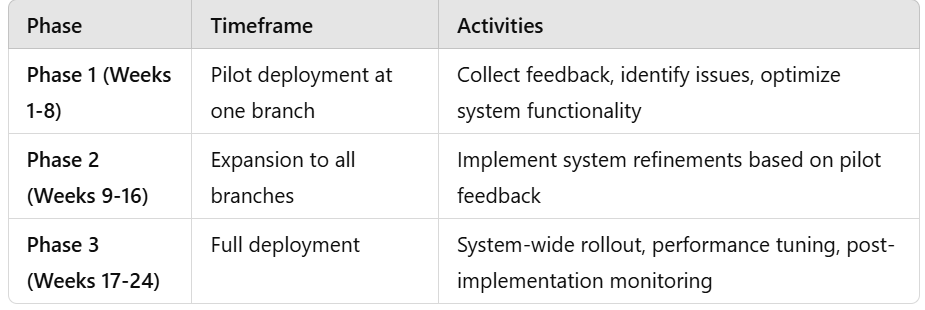 Phase Timeframe Activities
Phase 1 (Weeks 1-8) Pilot deployment at one branch Collect feedback, identify issues, optimize system functionality
Phase 2 (Weeks 9-16) Expansion to all branches Implement system refinements based on pilot feedback
Phase 3 (Weeks 17-24) Full deployment System-wide rollout, performance tuning, post-implementation monitoring